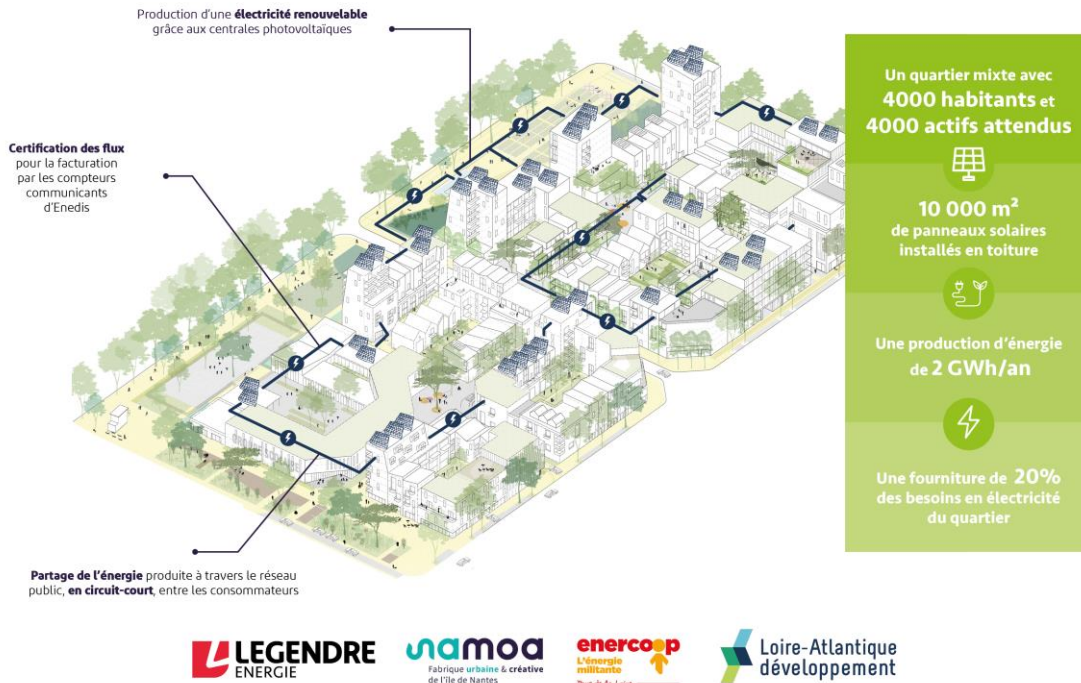 Production d'une électricité renouvelable
grâce aux centrales photovoltaïques
Certification des flux
pour la facturation
par les compteurs
communicants
d'Enedis
Partage de l'énergie produite à travers le réseau
public, en circuit-court, entre les consommateurs
Un quartier mixte avec
4000 habitants et
4000 actifs attendus
10 000 m²
de panneaux solaires
installés en toiture
Une production d'énergie
de 2 GWh/an
Une fourniture de 20%
des besoins en électricité
du quartier
LEGENDRE
ENERGIE
samoa
Fabrique urbaine & créative
de l'île de Nantes
enercoop
L'énergie
militante
Loire-Atlantique
développement